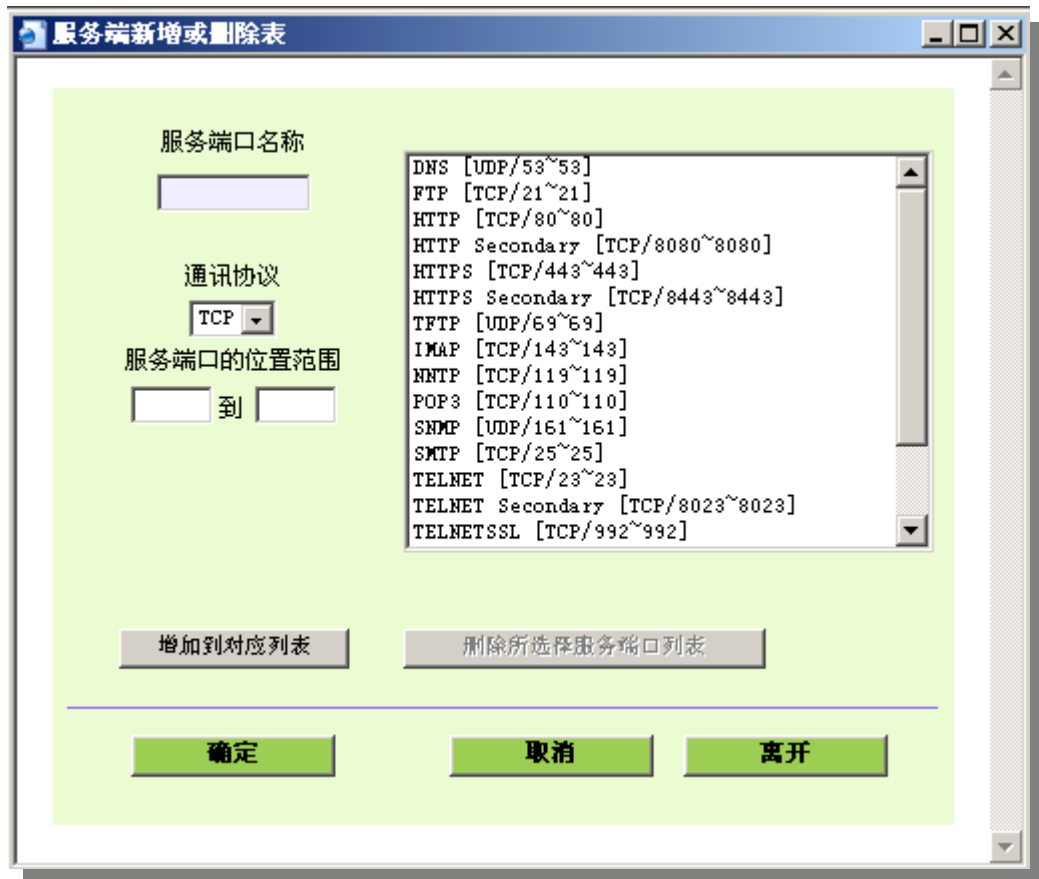 服务端新增或删除表
服务端口名称
通讯协议
TCP
服务端口的位置范围
到
DNS [UDP/53~53]
FTP [TCP/21~21]
HTTP [TCP/80~80]
HTTP Secondary [TCP/8080~8080]
HTTPS [TCP/443~443]
HTTPS Secondary [TCP/8443~8443]
TFTP [UDP/69~69]
IMAP [TCP/143~143]
NNTP [TCP/119~119]
POP3 [TCP/110~110]
SNMP [UDP/161~161]
SMTP [TCP/25~25]
TELNET [TCP/23~23]
TELNET Secondary [TCP/8023~8023]
TELNETSSL [TCP/992~992]
增加到对应列表
删除所选择服务端口列表
确定
取消
离开